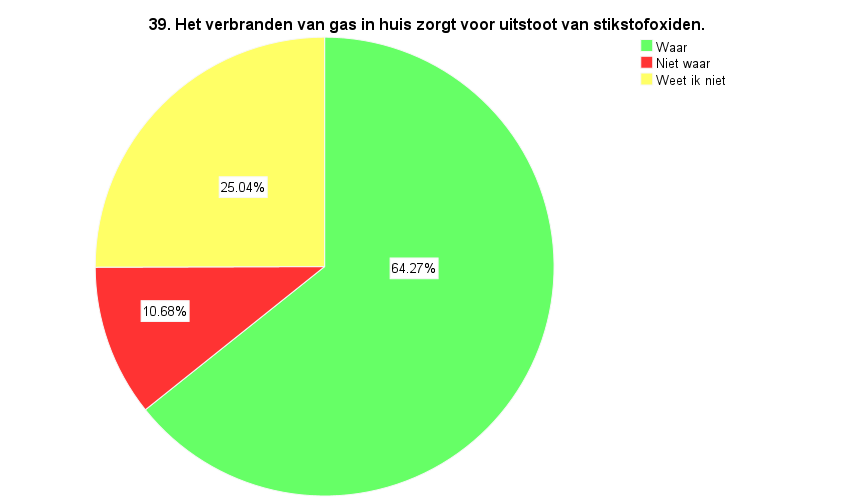 39. Het verbranden van gas in huis zorgt voor uitstoot van stikstofoxiden.
Waar
Niet waar
Weet ik niet
25.04%
64.27%
10.68%